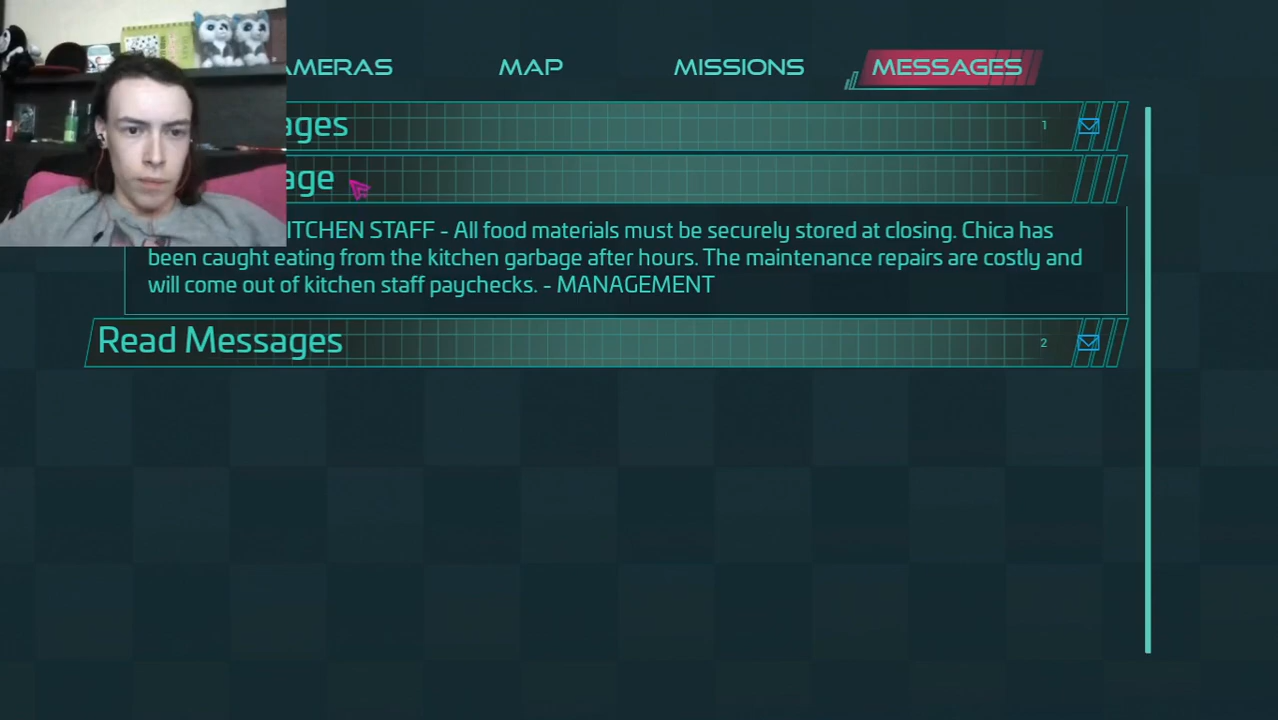 AMERAS MAP MISSIONS MESSAGES
ages 1
age
ITCHEN STAFF - All food materials must be securely stored at closing. Chica has
been caught eating from the kitchen garbage after hours. The maintenance repairs are costly and
will come out of kitchen staff paychecks. - MANAGEMENT
Read Messages 2